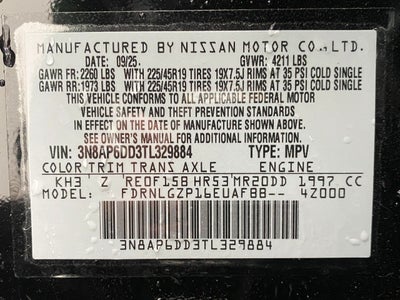 MANUFACTURED BY NISSAN MOTOR CO., LTD.
DATE: 09/25. GVWR: 4211 LBS
GAWR FR: 2260 LBS WITH 225/45R19 TIRES 19X7.5J RIMS AT 35 PSI COLD SINGLE
GAWR RR: 1973 LBS WITH 225/45R19 TIRES 19X7.5J RIMS AT 35 PSI COLD SINGLE
THIS VEHICLE CONFORMS TO ALL APPLICABLE FEDERAL MOTOR
VEHICLE SAFETY AND THEFT PREVENTION STANDARDS IN
EFFECT ON THE DATE OF MANUFACTURE SHOWN ABOVE.
SEE OWNER'S MANUAL FOR ADDITIONAL INFORMATION.
VIN: 3N8AP6DD3TL329884 TYPE: MPV
COLOR TRIM TRANS AXLE ENGINE
KH3 Z RE0F15B HR53 MR20DD 1997 CC
MODEL: FDRNLGZP16EUAFBB-- 4Z000
3N8AP6DD3TL329884